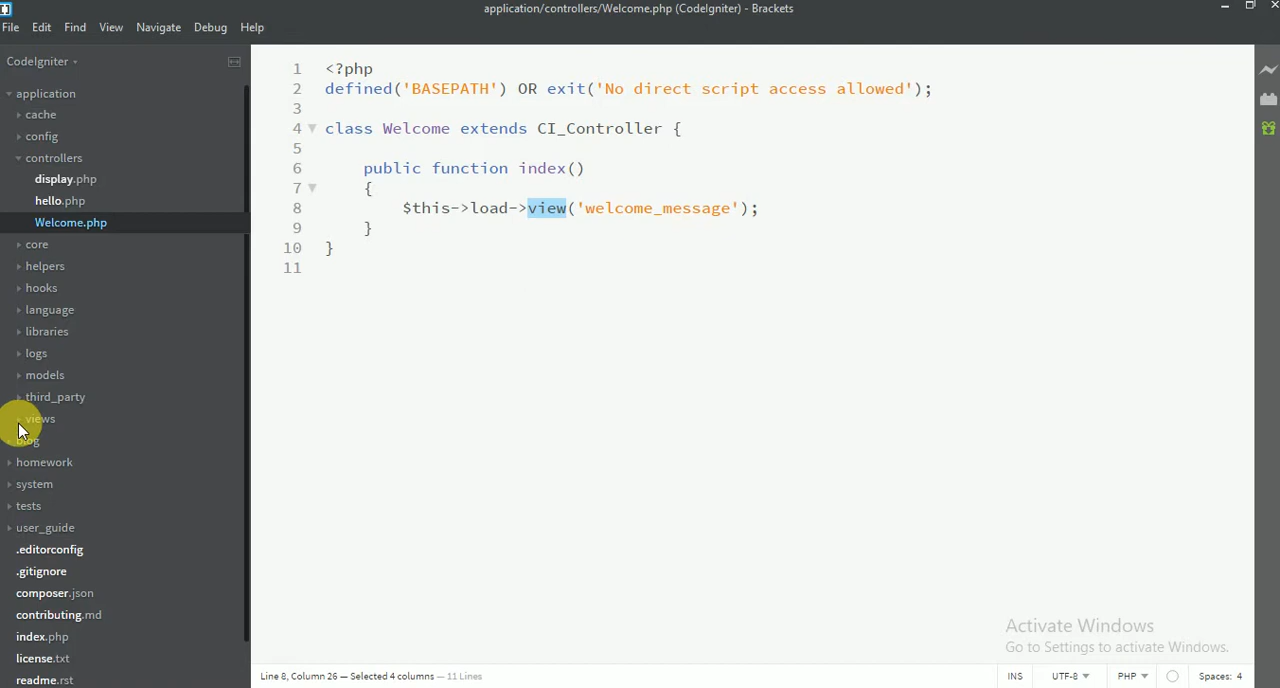 application/controllers/Welcome.php (CodeIgniter) - Brackets
File Edit Find View Navigate Debug Help
CodeIgniter
application
cache
config
controllers
display.php
hello.php
Welcome.php
core
helpers
hooks
language
libraries
logs
models
third_party
views
blog
homework
system
tests
user_guide
.editorconfig
.gitignore
composer.json
contributing.md
index.php
license.txt
readme.rst
1 <?php
2 defined('BASEPATH') OR exit('No direct script access allowed');
3
4 class Welcome extends CI_Controller {
5
6 public function index()
7 {
8 $this->load->view('welcome_message');
9 }
10 }
11
Activate Windows
Go to Settings to activate Windows.
Line 8, Column 26 — Selected 4 columns — 11 Lines
INS UTF-8 PHP Spaces: 4